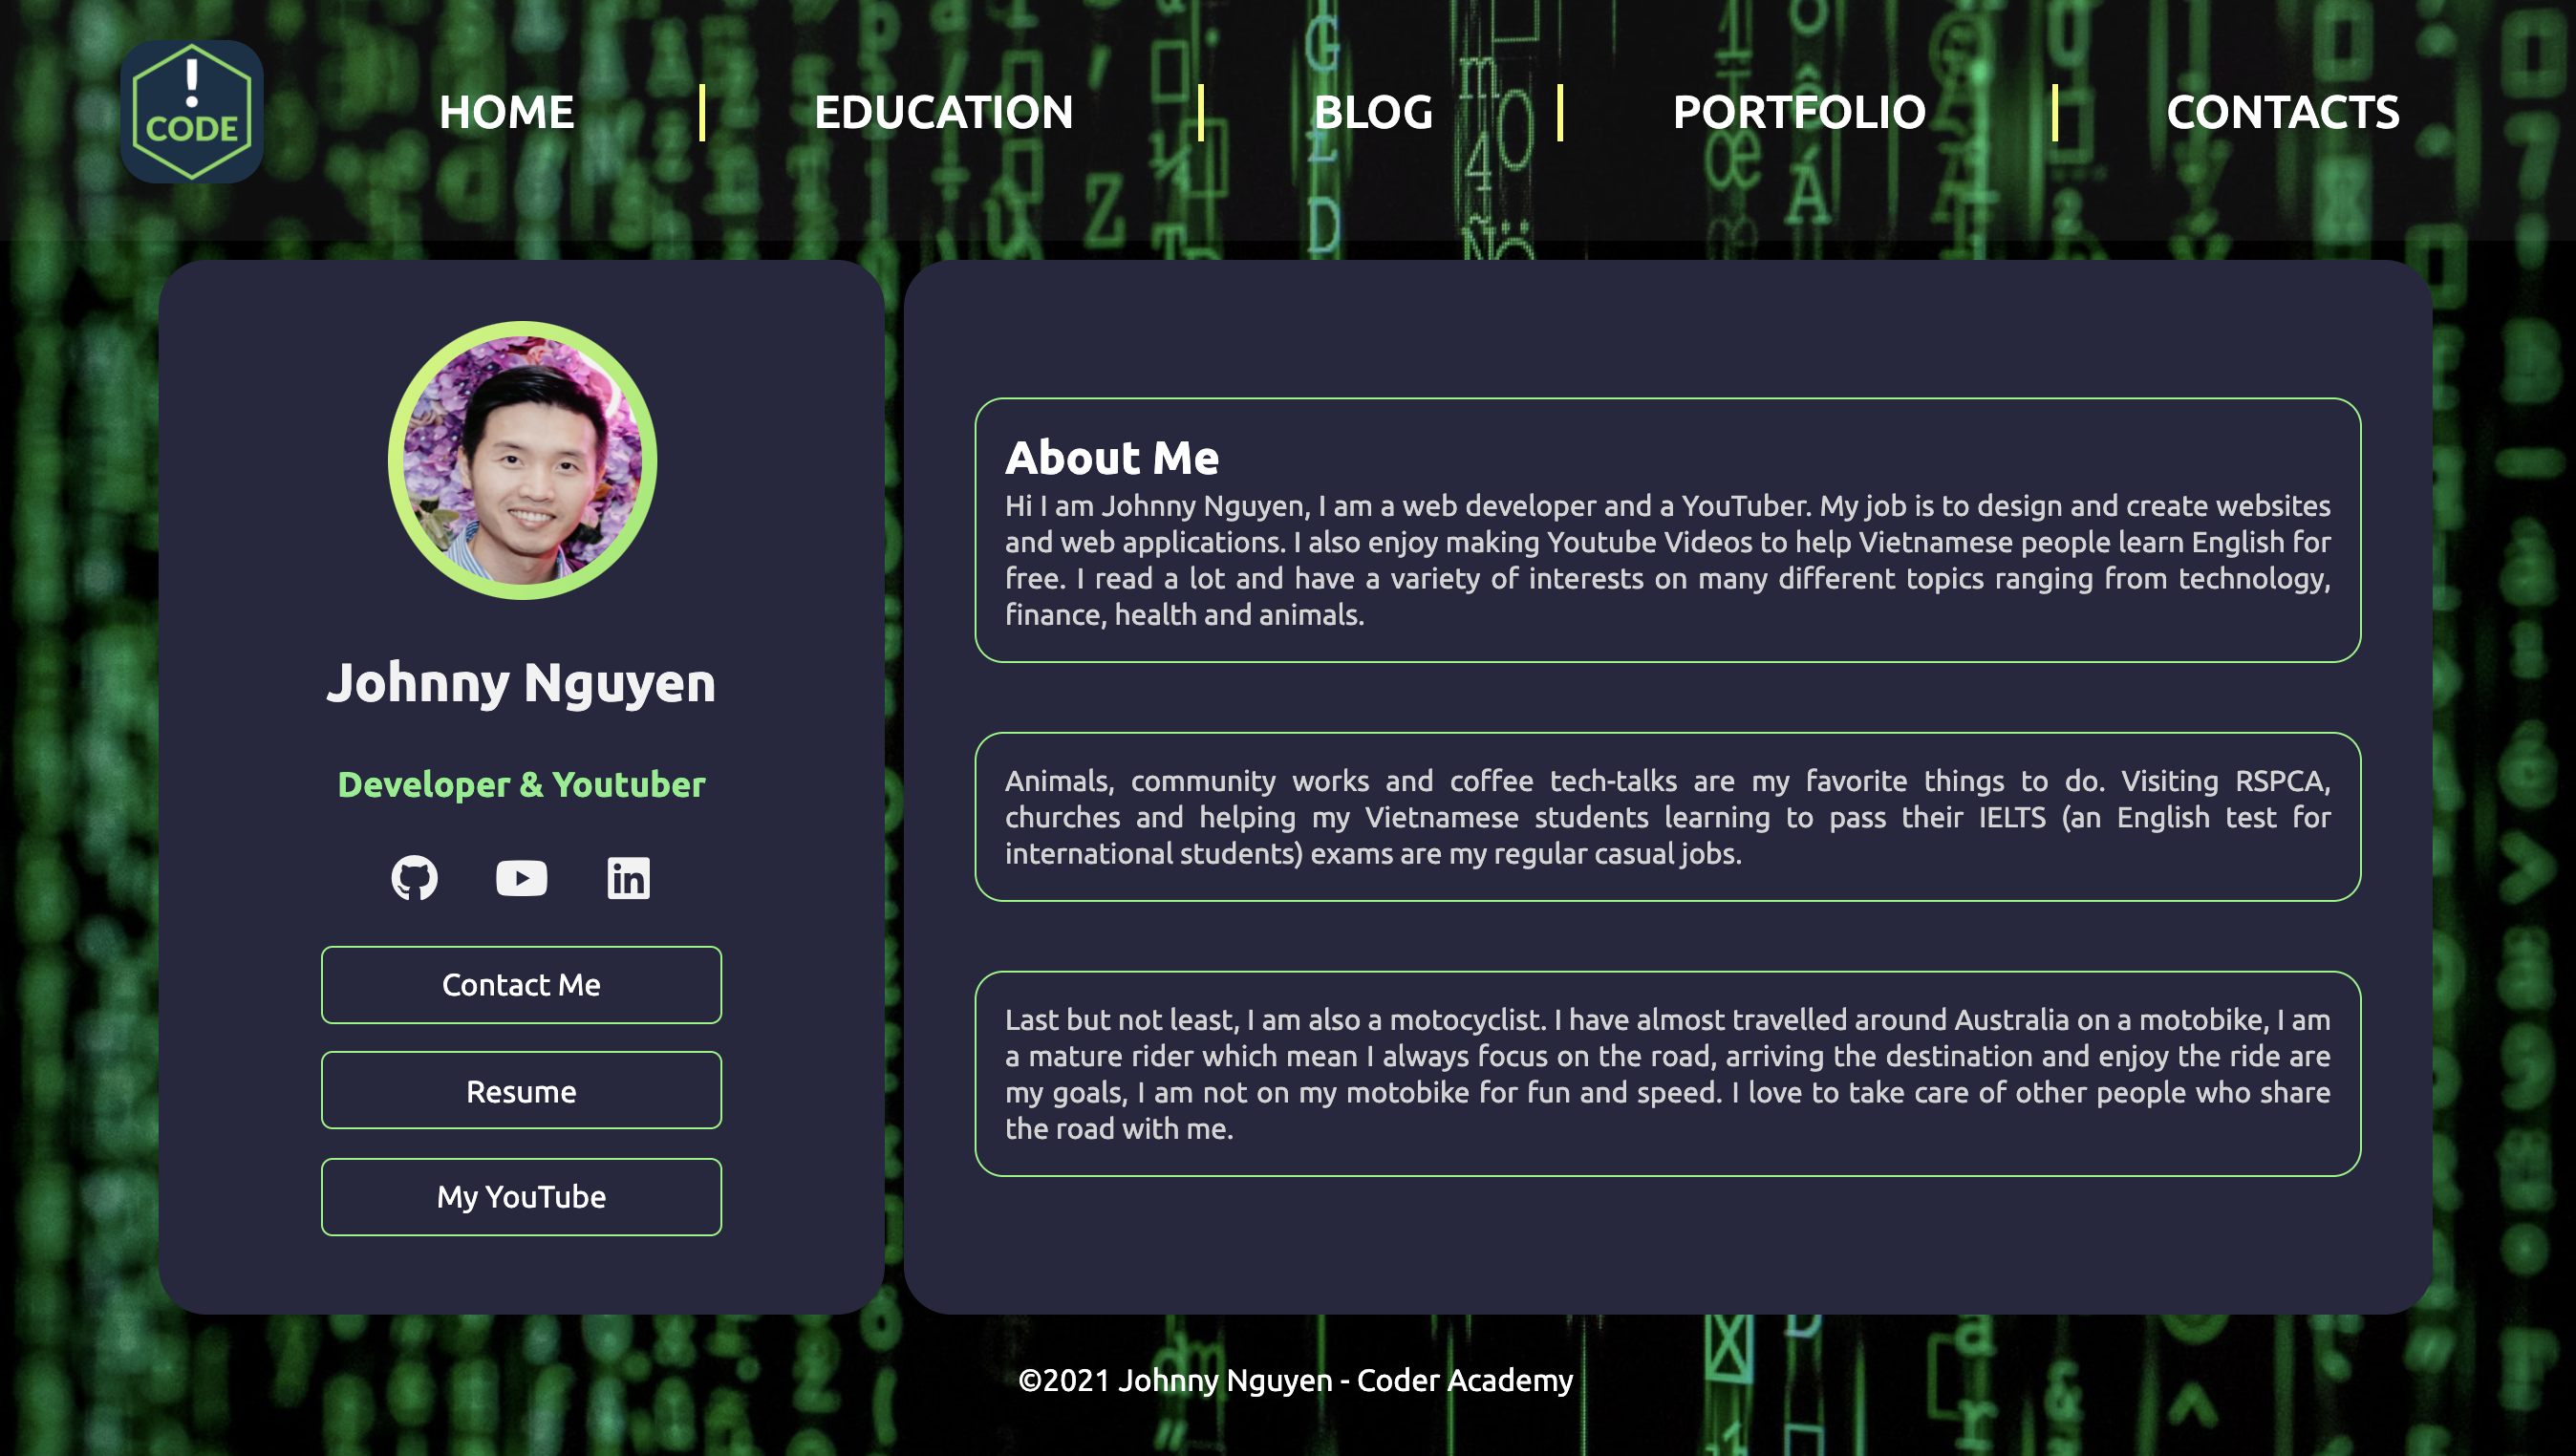 !
CODE
HOME
EDUCATION
BLOG
PORTFOLIO
CONTACTS
Johnny Nguyen
Developer & Youtuber
Contact Me
Resume
My YouTube
About Me
Hi I am Johnny Nguyen, I am a web developer and a YouTuber. My job is to design and create websites
and web applications. I also enjoy making Youtube Videos to help Vietnamese people learn English for
free. I read a lot and have a variety of interests on many different topics ranging from technology,
finance, health and animals.
Animals, community works and coffee tech-talks are my favorite things to do. Visiting RSPCA,
churches and helping my Vietnamese students learning to pass their IELTS (an English test for
international students) exams are my regular casual jobs.
Last but not least, I am also a motocyclist. I have almost travelled around Australia on a motobike, I am
a mature rider which mean I always focus on the road, arriving the destination and enjoy the ride are
my goals, I am not on my motobike for fun and speed. I love to take care of other people who share
the road with me.
©2021 Johnny Nguyen - Coder Academy